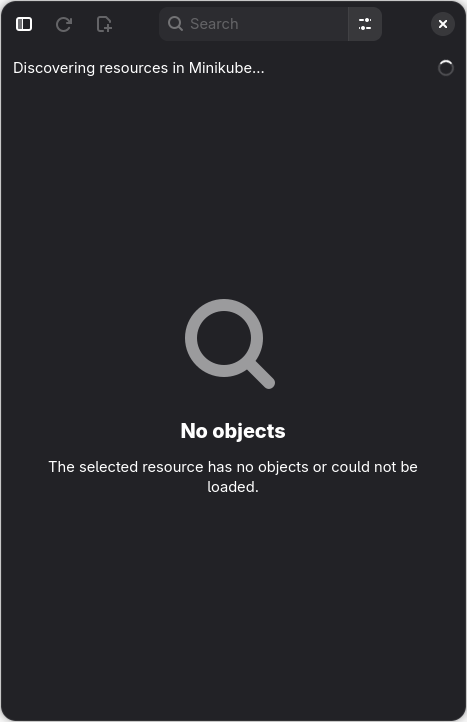 Search
Discovering resources in Minikube...
No objects
The selected resource has no objects or could not be
loaded.